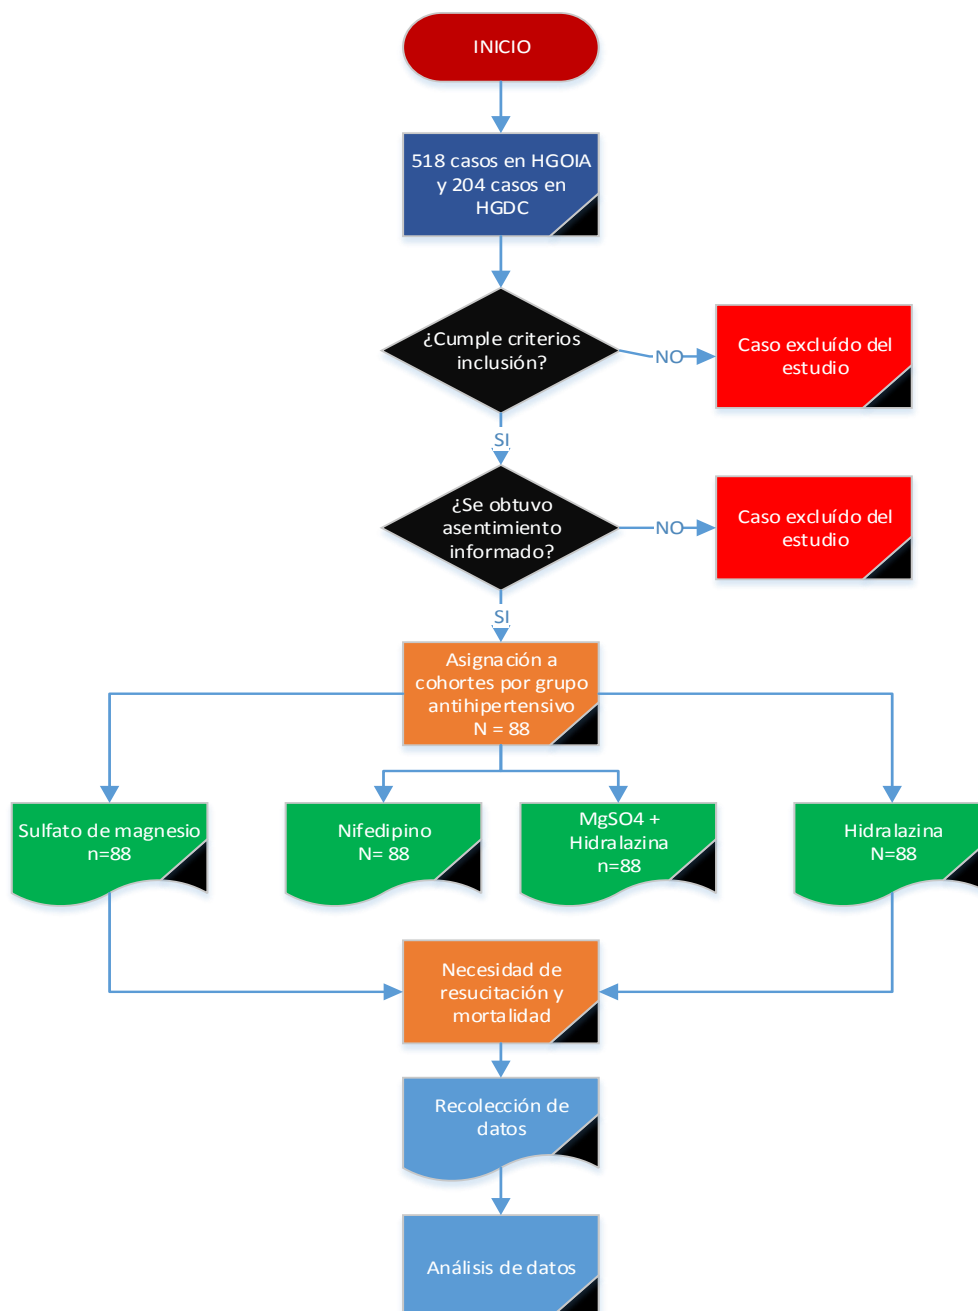 INICIO
518 casos en HGOIA
y 204 casos en
HGDC
¿Cumple criterios
inclusión?
NO
Caso excluído del
estudio
SI
¿Se obtuvo
asentimiento
informado?
NO
Caso excluído del
estudio
SI
Asignación a
cohortes por grupo
antihipertensivo
N = 88
Sulfato de magnesio
n=88
Nifedipino
N= 88
MgSO4 +
Hidralazina
n=88
Hidralazina
N=88
Necesidad de
resucitación y
mortalidad
Recolección de
datos
Análisis de datos